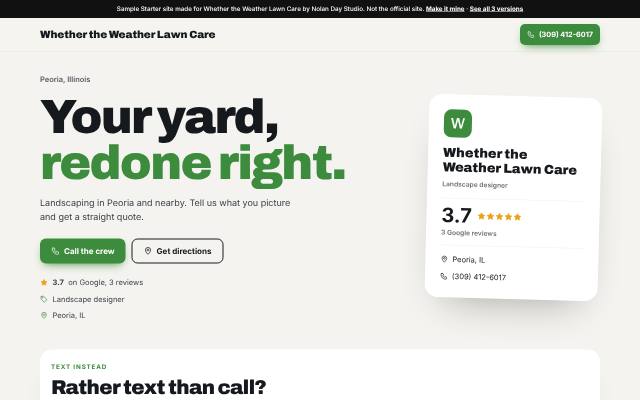 Sample Starter site made for Whether the Weather Lawn Care by Nolan Day Studio. Not the official site. Make it mine · See all 3 versions
Whether the Weather Lawn Care
(309) 412-6017
Peoria, Illinois
Your yard,
redone right.
Landscaping in Peoria and nearby. Tell us what you picture
and get a straight quote.
Call the crew
Get directions
3.7 on Google, 3 reviews
Landscape designer
Peoria, IL
W
Whether the
Weather Lawn Care
Landscape designer
3.7
3 Google reviews
Peoria, IL
(309) 412-6017
TEXT INSTEAD
Rather text than call?